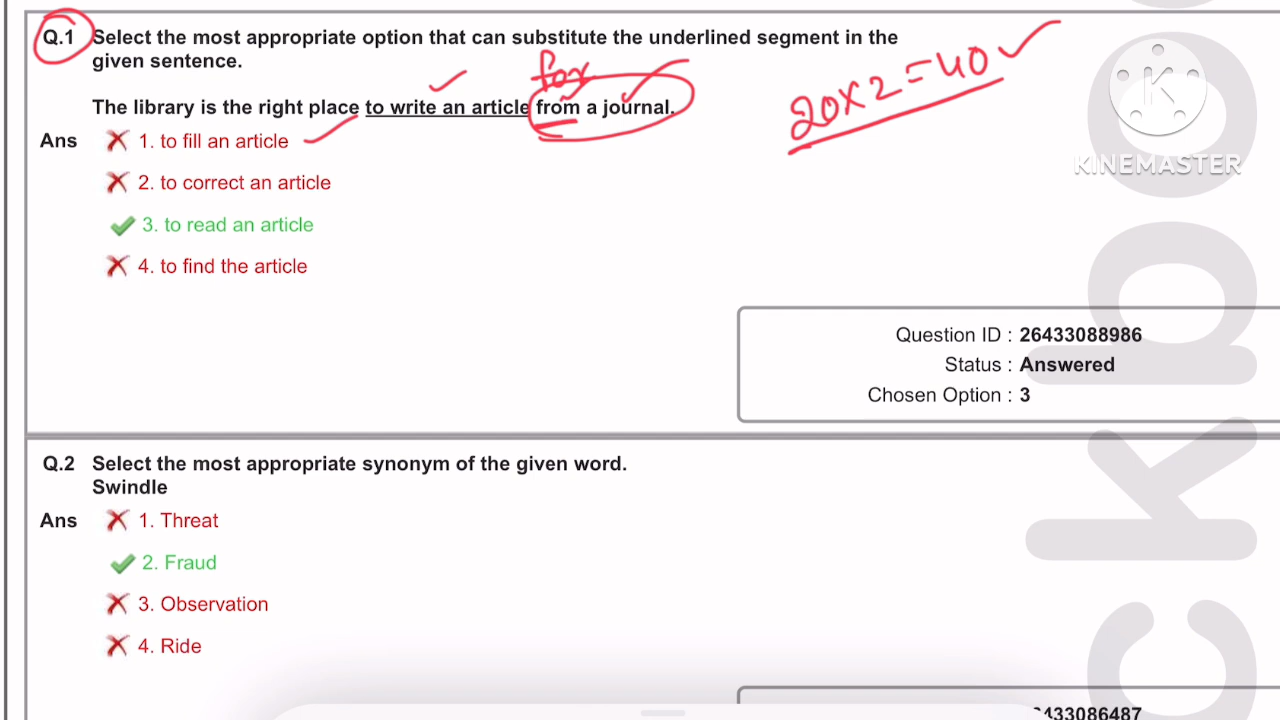 Q.1 Select the most appropriate option that can substitute the underlined segment in the
given sentence.
for
20x2=40
The library is the right place to write an article from a journal.
Ans 1. to fill an article
2. to correct an article
3. to read an article
4. to find the article
KINEMASTER
Question ID : 26433088986
Status : Answered
Chosen Option : 3
Q.2 Select the most appropriate synonym of the given word.
Swindle
Ans 1. Threat
2. Fraud
3. Observation
4. Ride
ck bo